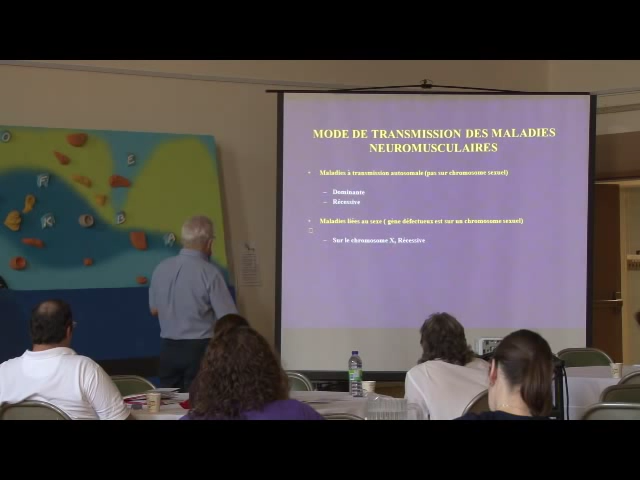 MODE DE TRANSMISSION DES MALADIES
NEUROMUSCULAIRES
• Maladies à transmission autosomale (pas sur chromosome sexuel)
– Dominante
– Récessive
• Maladies liées au sexe ( gène défectueux est sur un chromosome sexuel)
– Sur le chromosome X, Récessive